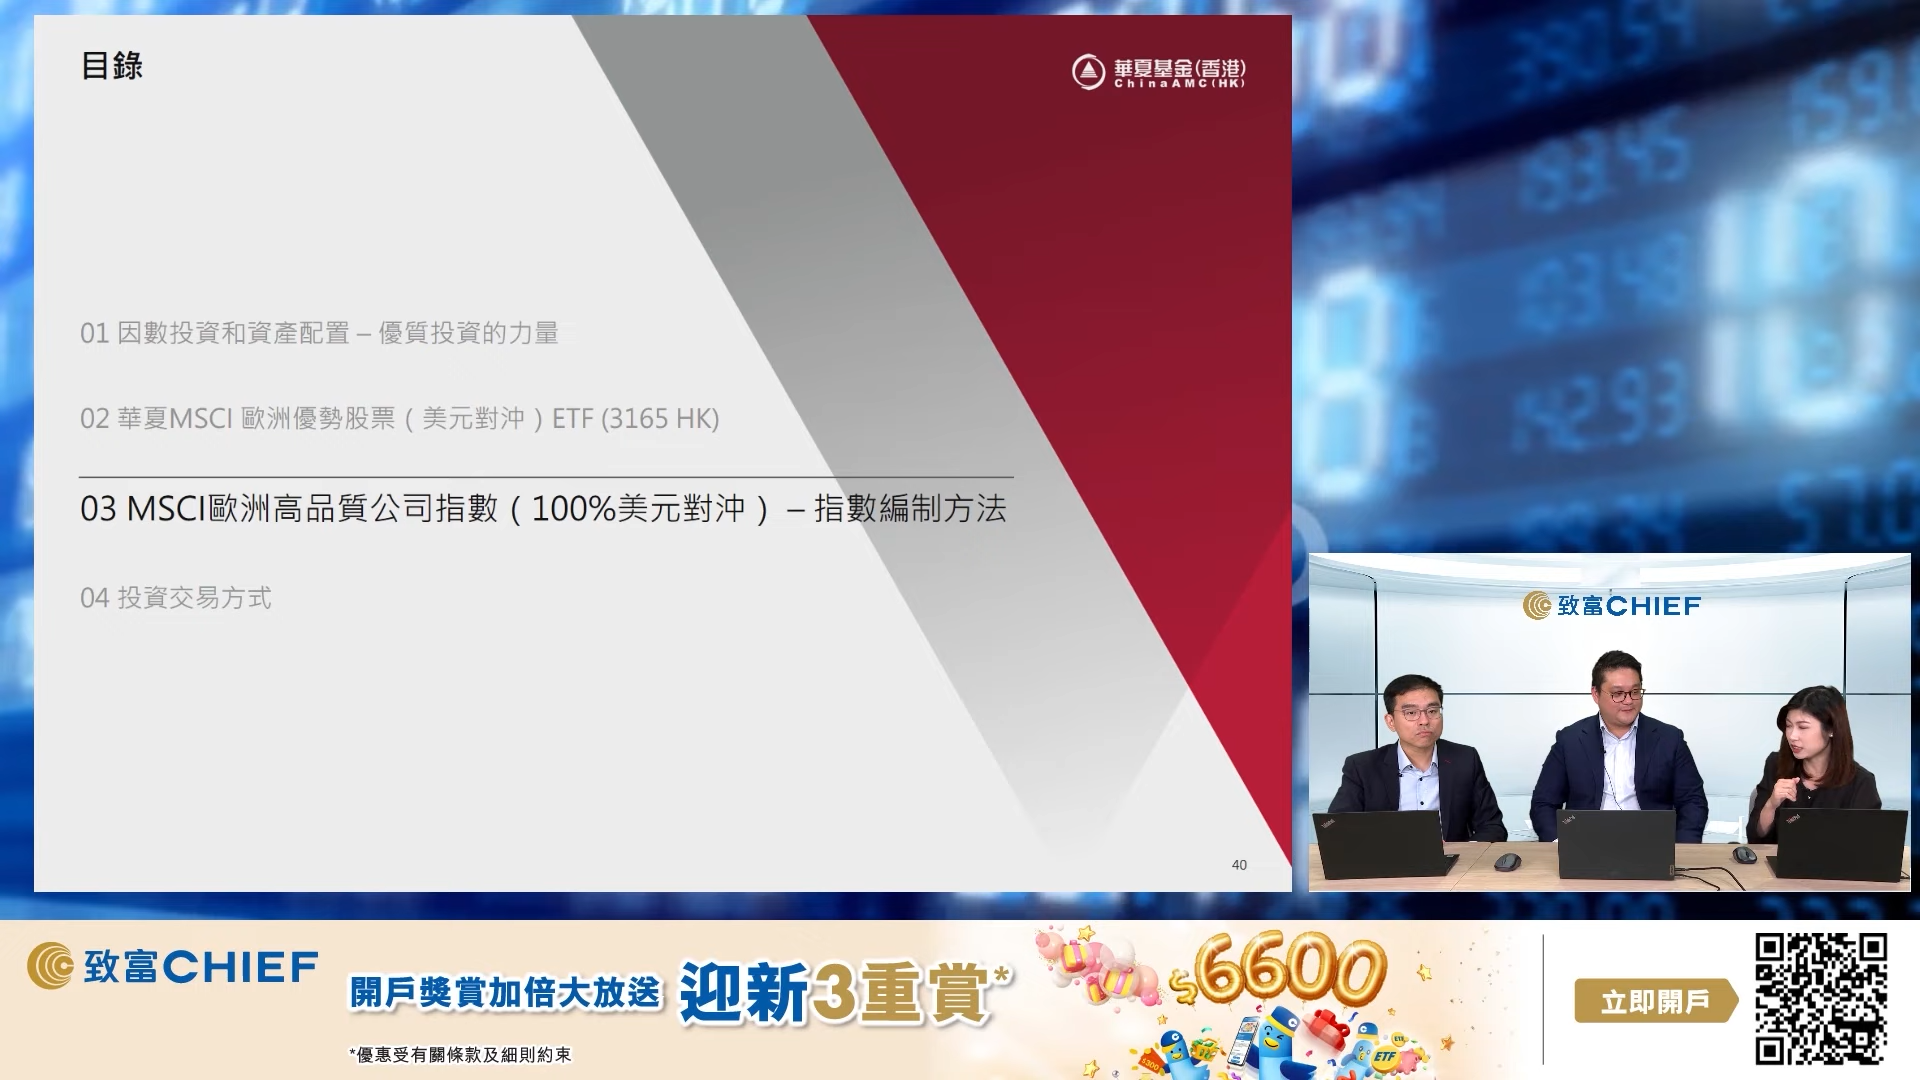 目錄
華夏基金(香港)
ChinaAMC(HK)
01 因數投資和資產配置 – 優質投資的力量
02 華夏MSCI 歐洲優勢股票（美元對沖）ETF (3165 HK)
03 MSCI歐洲高品質公司指數（100%美元對沖） – 指數編制方法
04 投資交易方式
40
致富CHIEF
致富CHIEF
開戶獎賞加倍大放送
迎新3重賞*
*優惠受有關條款及細則約束
$6600
$300
ETF
ETF
立即開戶